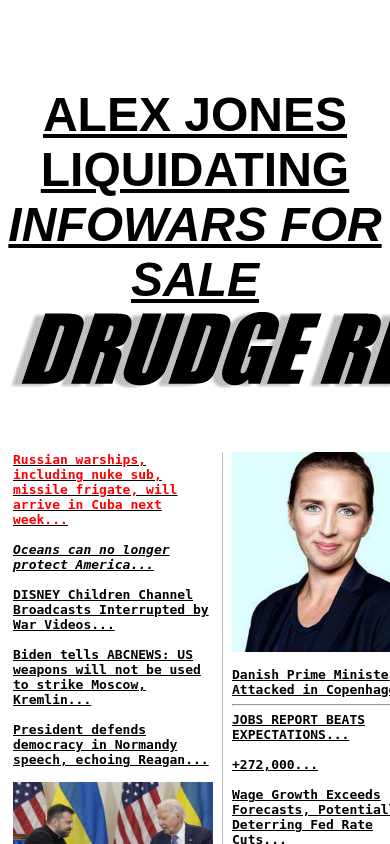 ALEX JONES
LIQUIDATING
INFOWARS FOR
SALE
DRUDGE RE
Russian warships,
including nuke sub,
missile frigate, will
arrive in Cuba next
week...
Oceans can no longer
protect America...
DISNEY Children Channel
Broadcasts Interrupted by
War Videos...
Biden tells ABCNEWS: US
weapons will not be used
to strike Moscow,
Kremlin...
President defends
democracy in Normandy
speech, echoing Reagan...
Danish Prime Ministe
Attacked in Copenhag
JOBS REPORT BEATS
EXPECTATIONS...
+272,000...
Wage Growth Exceeds
Forecasts, Potential
Deterring Fed Rate
Cuts...